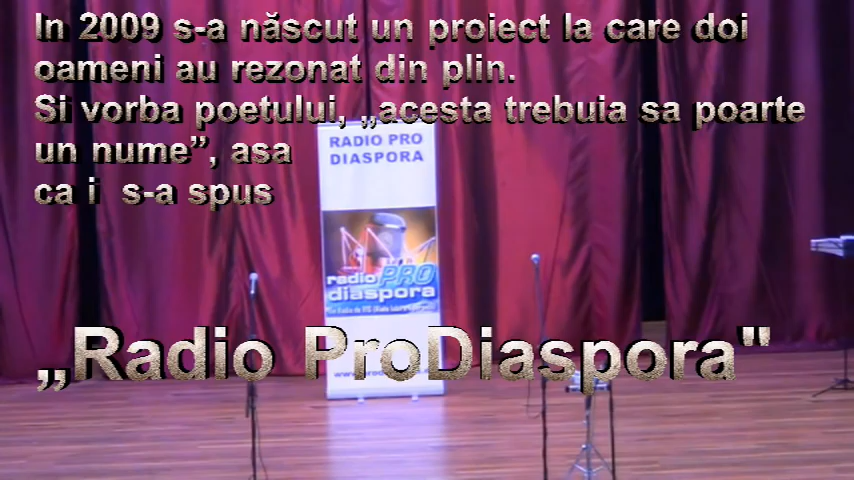 In 2009 s-a născut un proiect la care doi
oameni au rezonat din plin.
Si vorba poetului, „acesta trebuia sa poarte
un nume”, asa
ca i s-a spus
RADIO PRO
DIASPORA
radio PRO
diaspora
„Radio ProDiaspora"